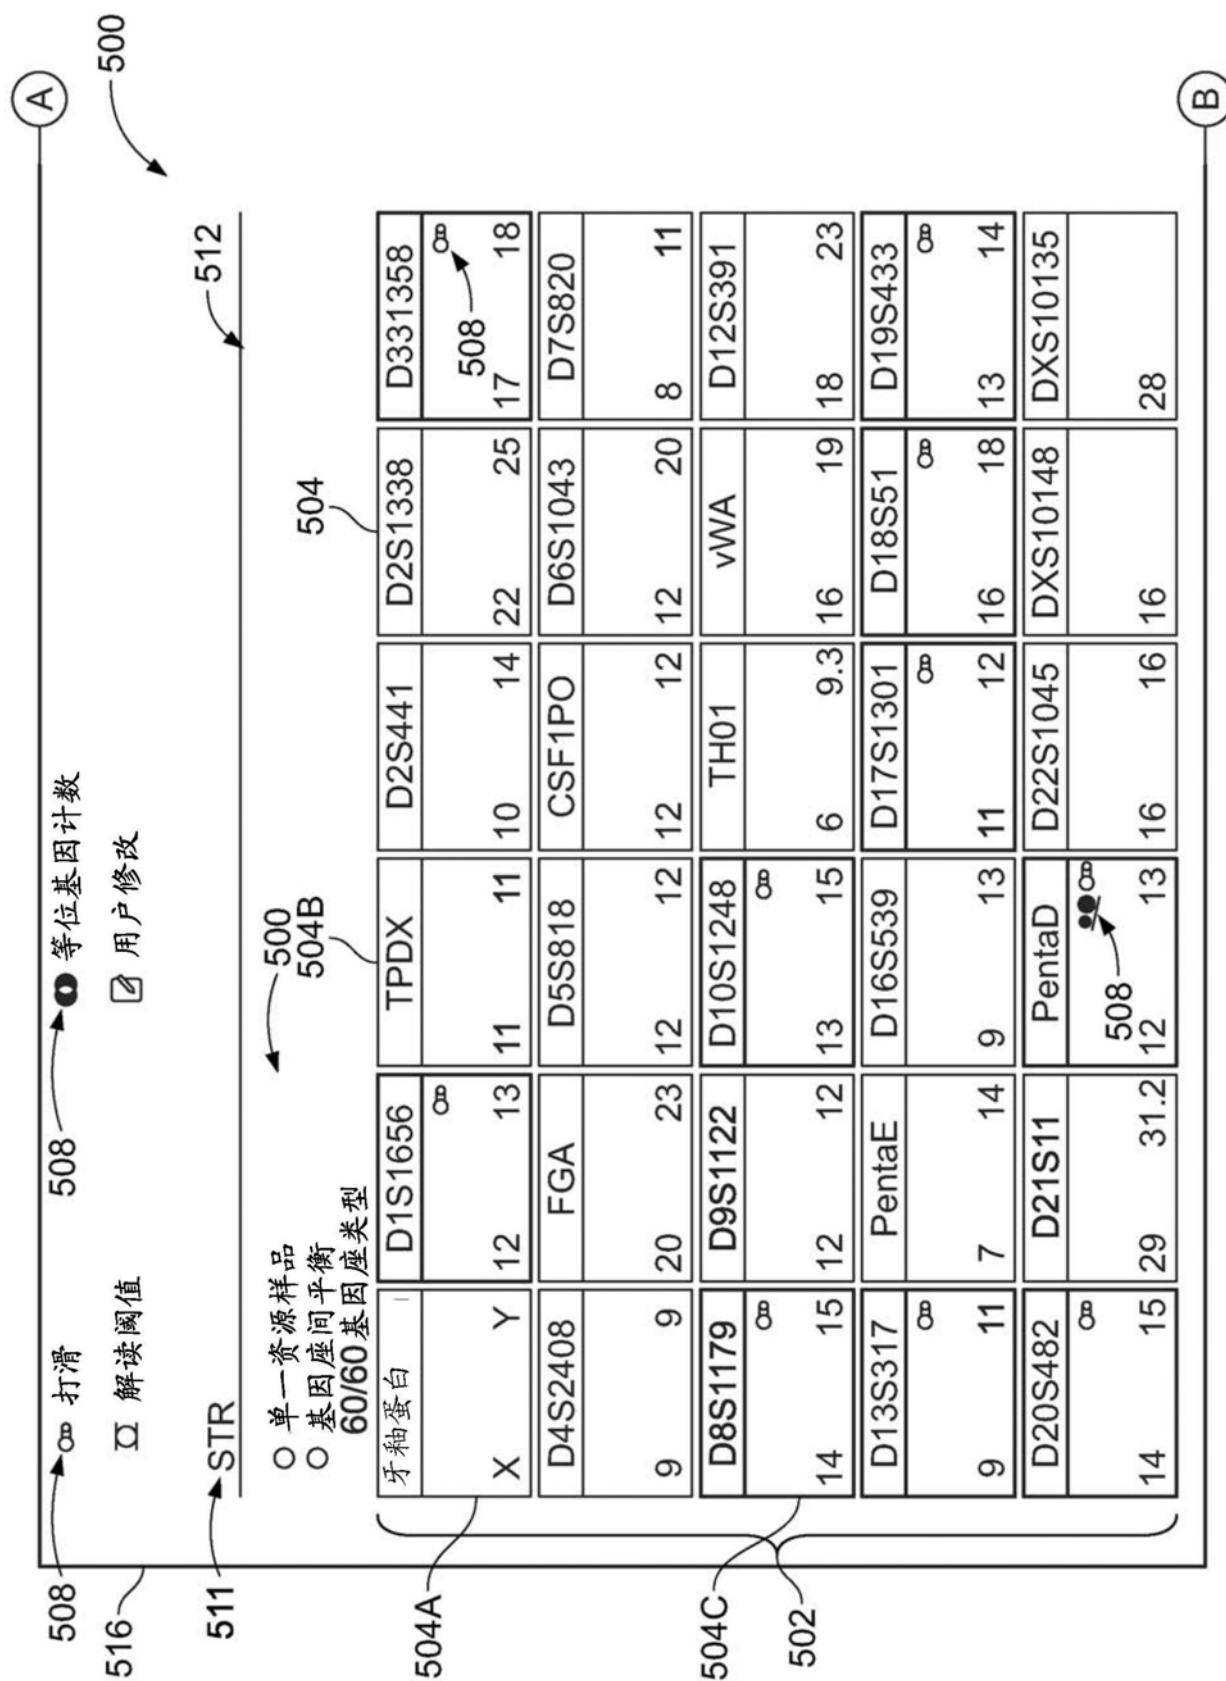 A
500
508 打滑
508 等位基因计数
516
解读阈值
用户修改
511 STR
512
单一资源样品
基因座间平衡
60/60基因座类型
500
504B
504
504A
504C
502
牙釉蛋白 D1S1656 TPDX D2S441 D2S1338 D331358
508
X Y 12 13 11 11 10 14 22 25 17 18
D4S2408 FGA D5S818 CSF1PO D6S1043 D7S820
9 9 20 23 12 12 12 12 12 20 8 11
D8S1179 D9S1122 D10S1248 TH01 vWA D12S391
14 15 12 12 13 15 6 9.3 16 19 18 23
D13S317 PentaE D16S539 D17S1301 D18S51 D19S433
9 11 7 14 9 13 11 12 16 18 13 14
D20S482 D21S11 PentaD D22S1045 DXS10148 DXS10135
508
14 15 29 31.2 12 13 16 16 16 28
B